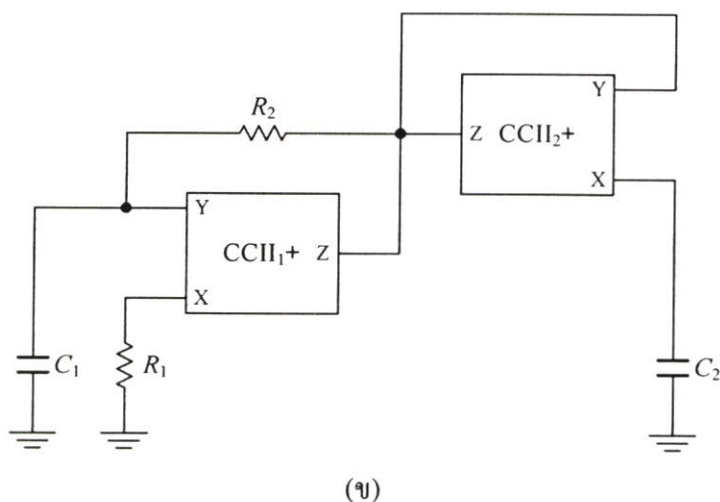 Y
R₂
Z CCII₂+
X
Y
CCII₁+ Z
X
C₁
R₁
C₂
(ข)